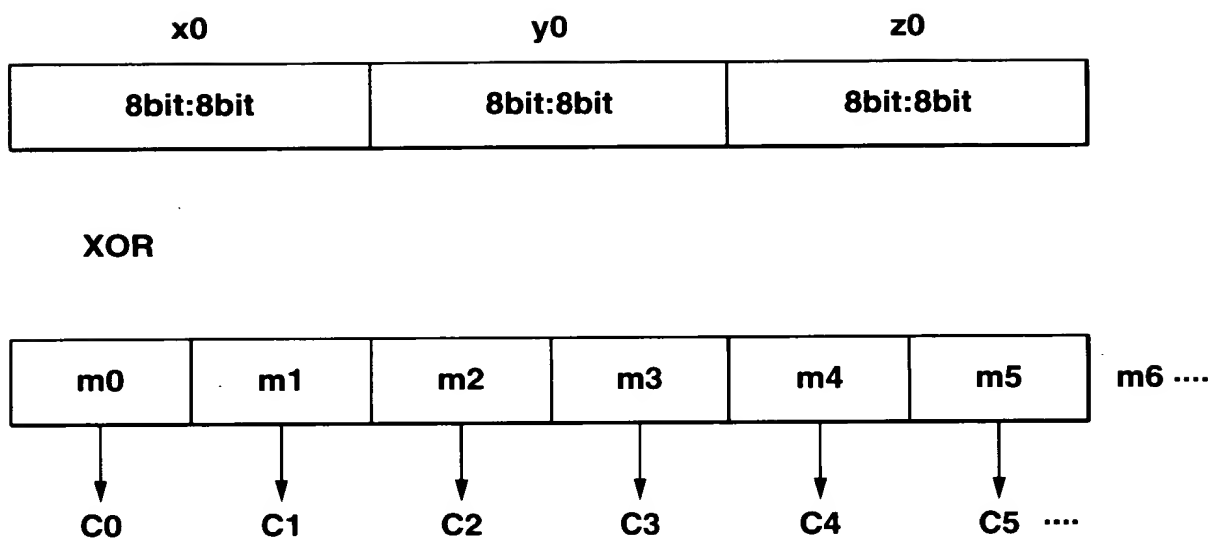 x0 y0 z0
8bit:8bit 8bit:8bit 8bit:8bit
XOR
m0 m1 m2 m3 m4 m5 m6 ....
C0 C1 C2 C3 C4 C5 ....